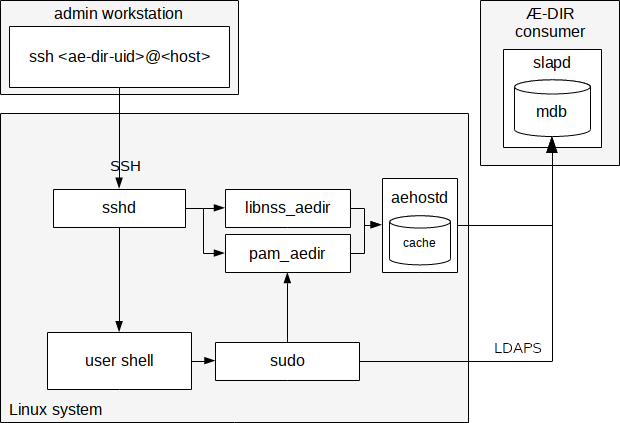 admin workstation
ssh <ae-dir-uid>@<host>
Æ-DIR
consumer
slapd
mdb
SSH
sshd
libnss_aedir
pam_aedir
aehostd
cache
user shell
sudo
LDAPS
Linux system